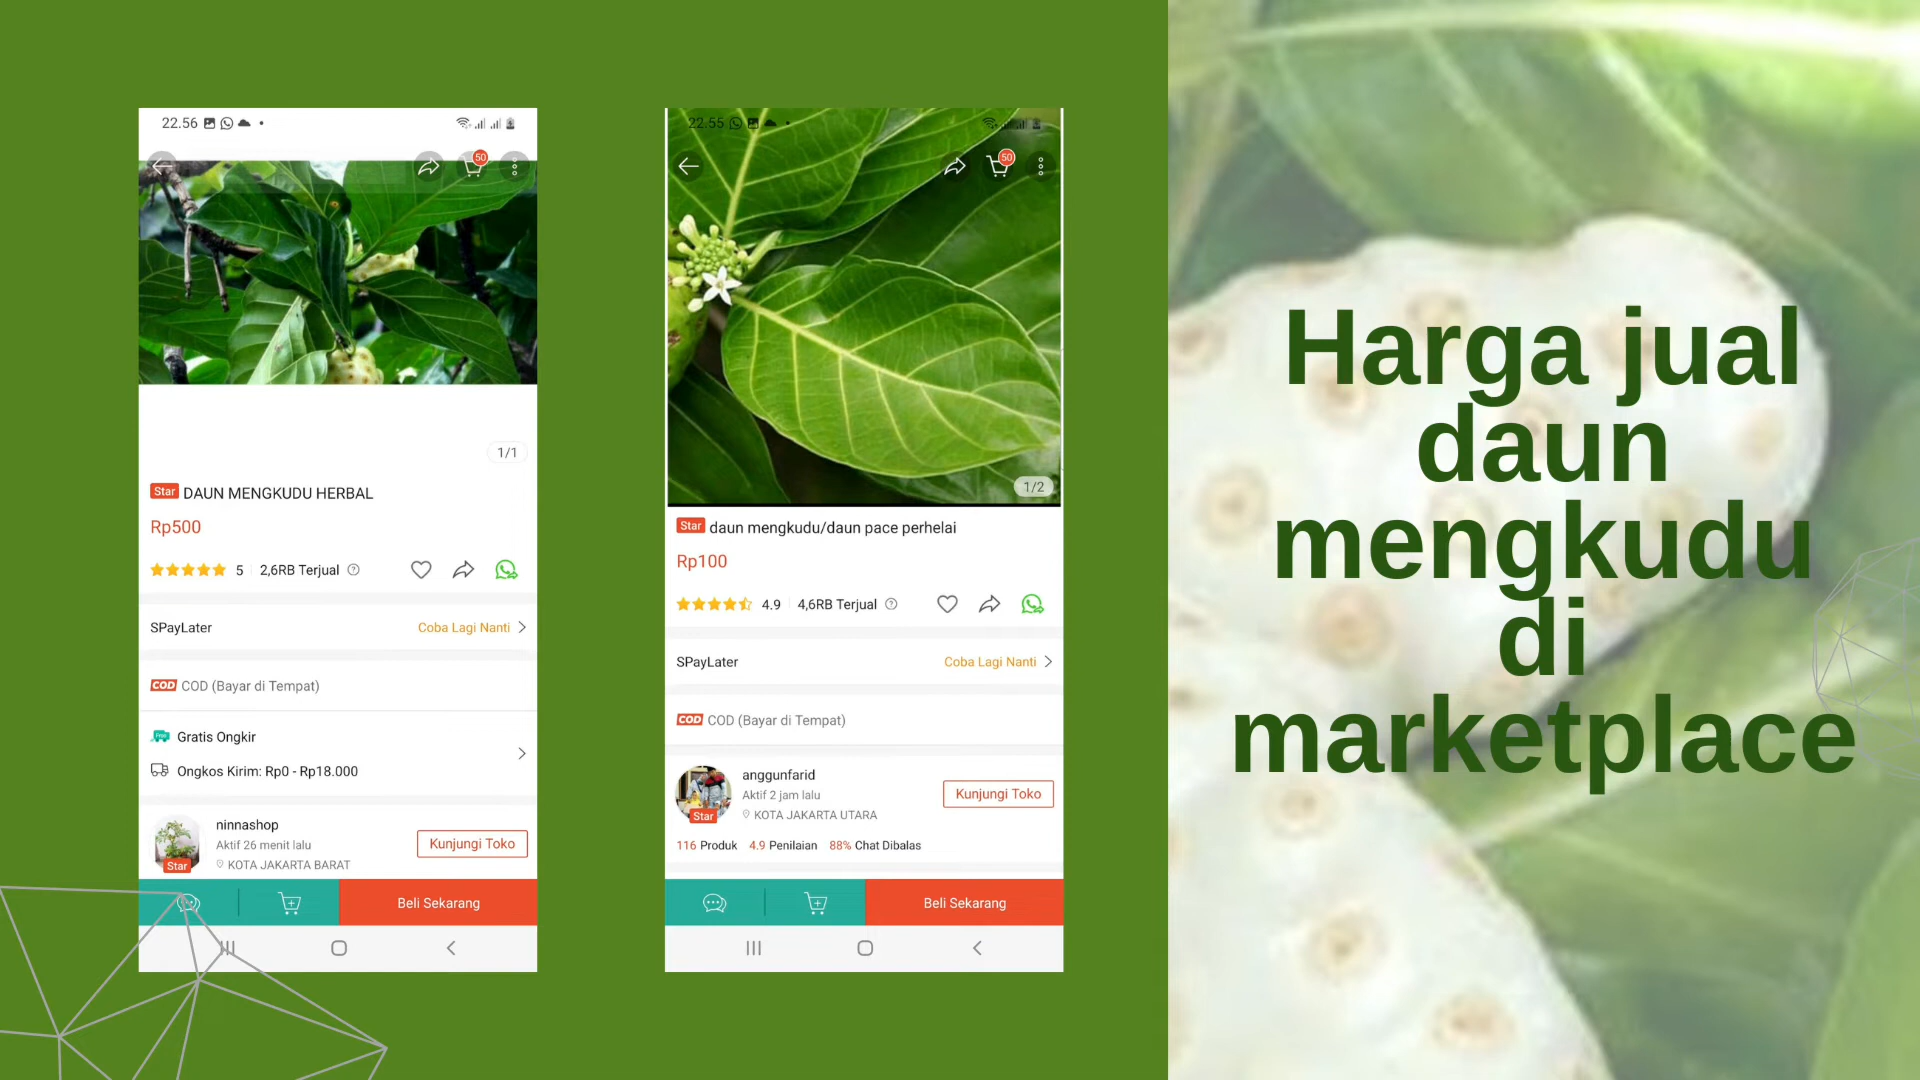 22.56
50
1/1
Star DAUN MENGKUDU HERBAL
Rp500
5 2,6RB Terjual
SPayLater Coba Lagi Nanti
COD COD (Bayar di Tempat)
Free Gratis Ongkir
Ongkos Kirim: Rp0 - Rp18.000
ninnashop
Aktif 26 menit lalu
Kunjungi Toko
Star
KOTA JAKARTA BARAT
Beli Sekarang
22.55
50
1/2
Star daun mengkudu/daun pace perhelai
Rp100
4.9 4,6RB Terjual
SPayLater Coba Lagi Nanti
COD COD (Bayar di Tempat)
anggunfarid
Aktif 2 jam lalu
Kunjungi Toko
Star
KOTA JAKARTA UTARA
116 Produk 4.9 Penilaian 88% Chat Dibalas
Beli Sekarang
Harga jual
daun
mengkudu
di
marketplace